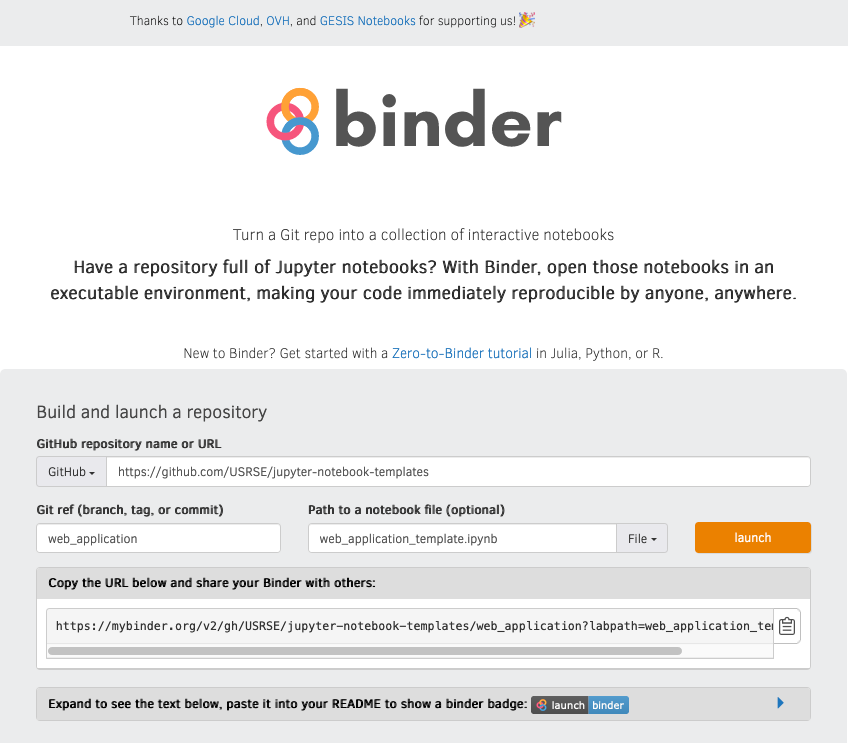 Thanks to Google Cloud, OVH, and GESIS Notebooks for supporting us! 🎉
binder
Turn a Git repo into a collection of interactive notebooks
Have a repository full of Jupyter notebooks? With Binder, open those notebooks in an
executable environment, making your code immediately reproducible by anyone, anywhere.
New to Binder? Get started with a Zero-to-Binder tutorial in Julia, Python, or R.
Build and launch a repository
GitHub repository name or URL
GitHub https://github.com/USRSE/jupyter-notebook-templates
Git ref (branch, tag, or commit) Path to a notebook file (optional)
web_application web_application_template.ipynb File launch
Copy the URL below and share your Binder with others:
https://mybinder.org/v2/gh/USRSE/jupyter-notebook-templates/web_application?labpath=web_application_te
Expand to see the text below, paste it into your README to show a binder badge: launch binder